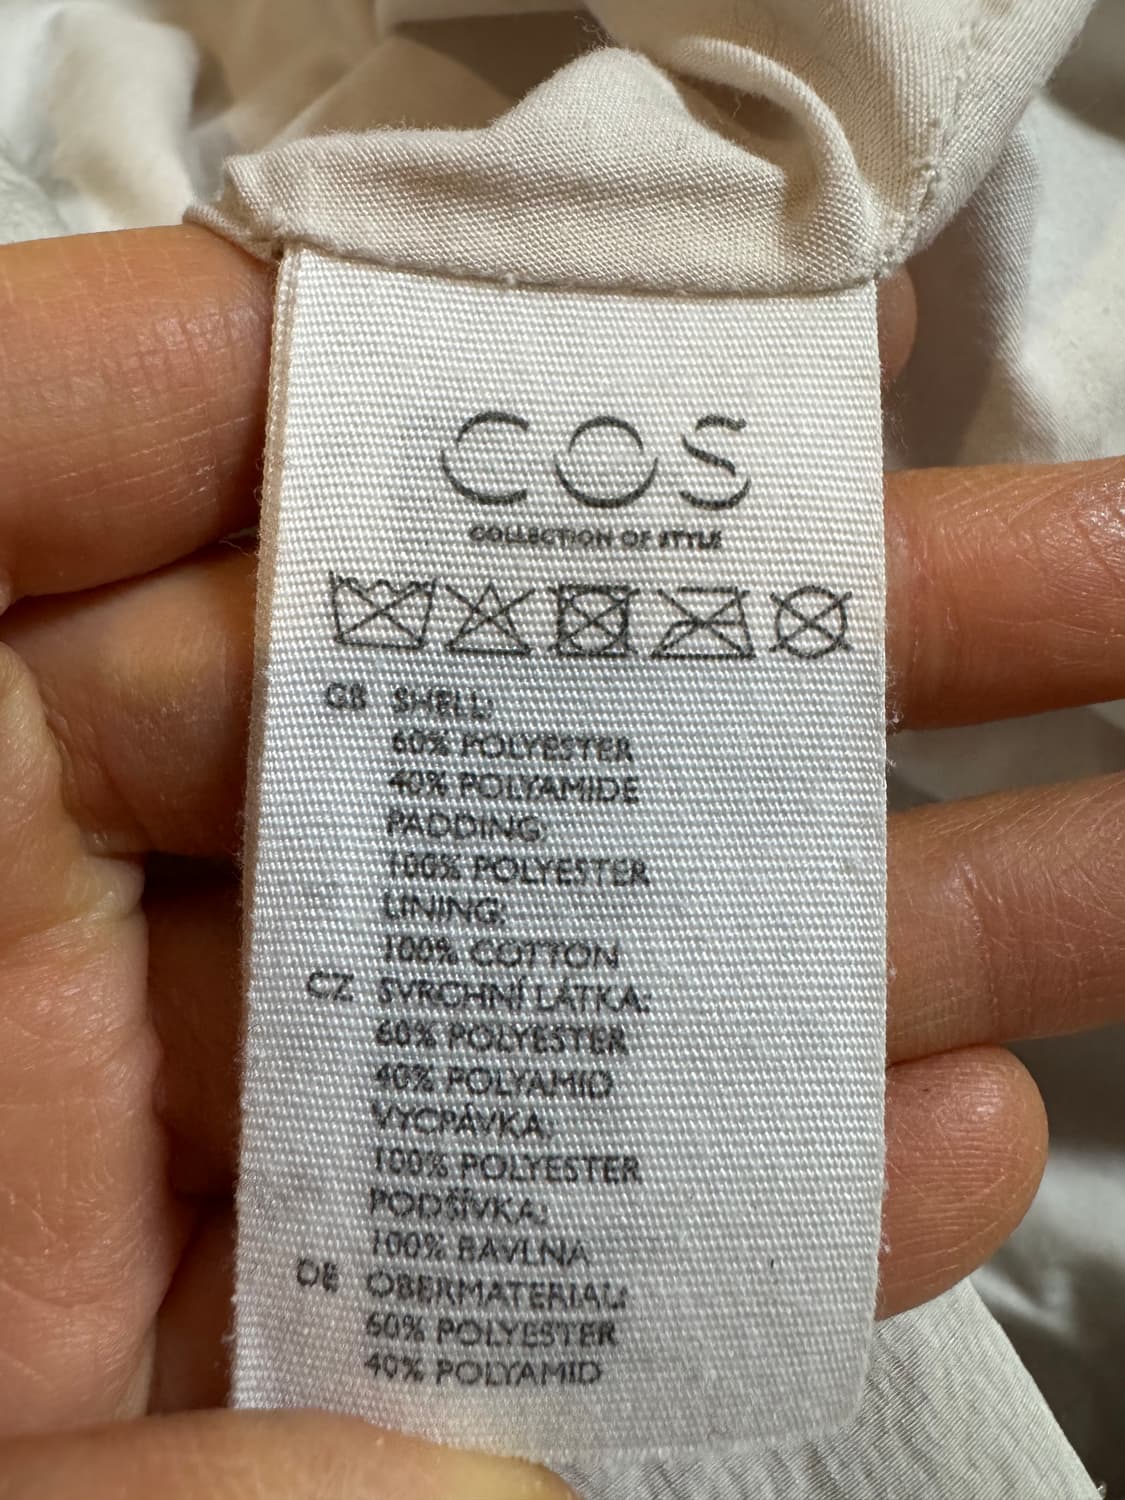 COS
COLLECTION OF STYLE
GB SHELL:
60% POLYESTER
40% POLYAMIDE
PADDING:
100% POLYESTER
LINING:
100% COTTON
CZ SVRCHNÍ LÁTKA:
60% POLYESTER
40% POLYAMID
VYCPÁVKA:
100% POLYESTER
PODŠÍVKA:
100% BAVLNA
DE OBERMATERIAL:
60% POLYESTER
40% POLYAMID